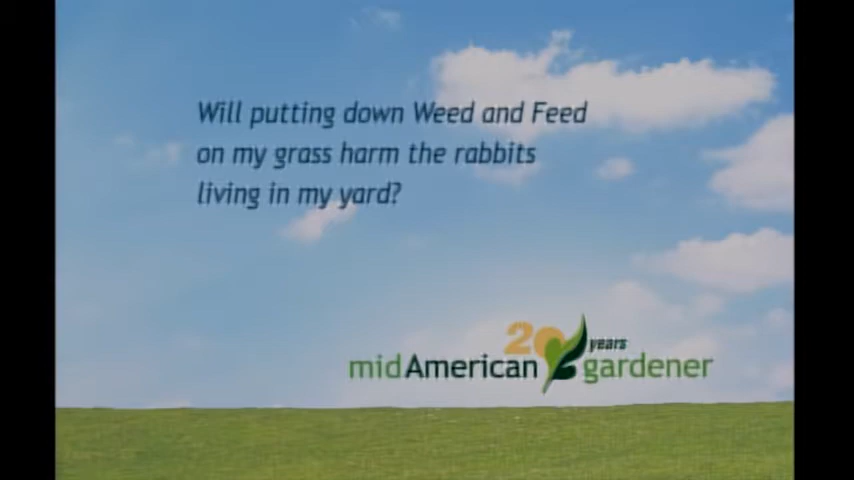 Will putting down Weed and Feed
on my grass harm the rabbits
living in my yard?
20 years
midAmerican gardener